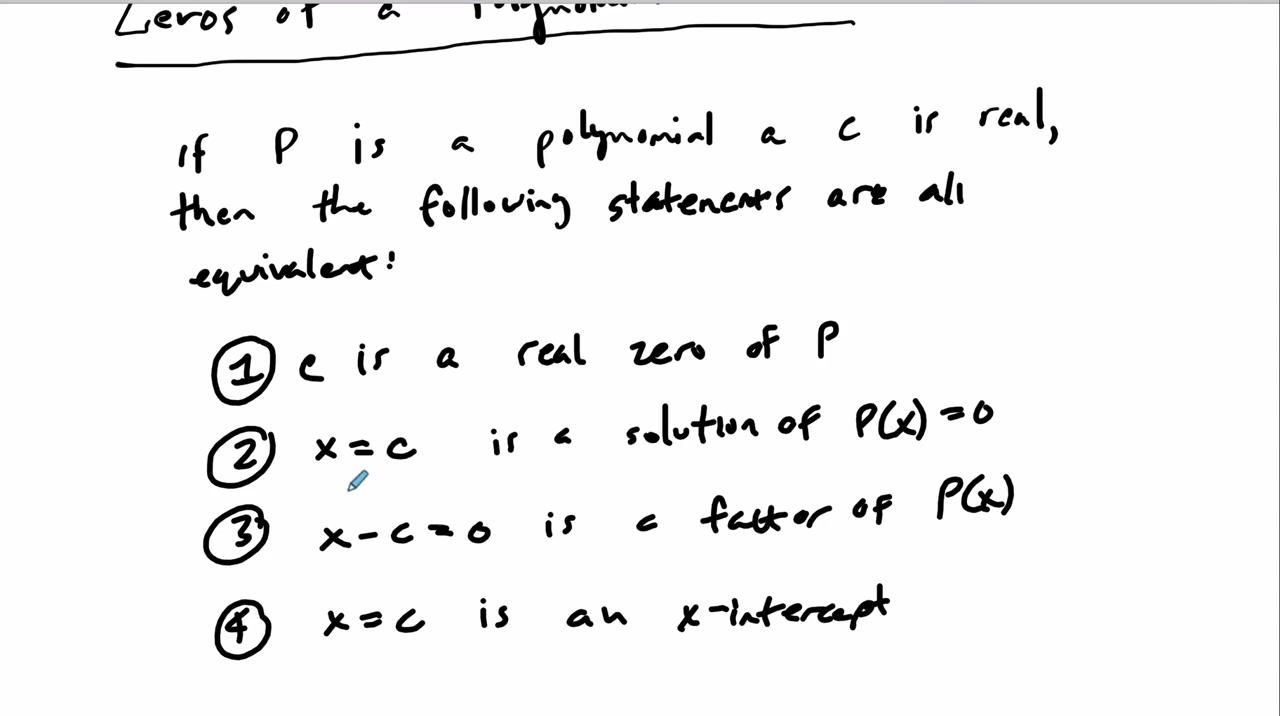 Zeros of a Polynomial
If P is a polynomial a c is real,
then the following statements are all
equivalent:
1 c is a real zero of P
2 x = c is a solution of P(x) = 0
3 x - c = 0 is a factor of P(x)
4 x = c is an x-intercept